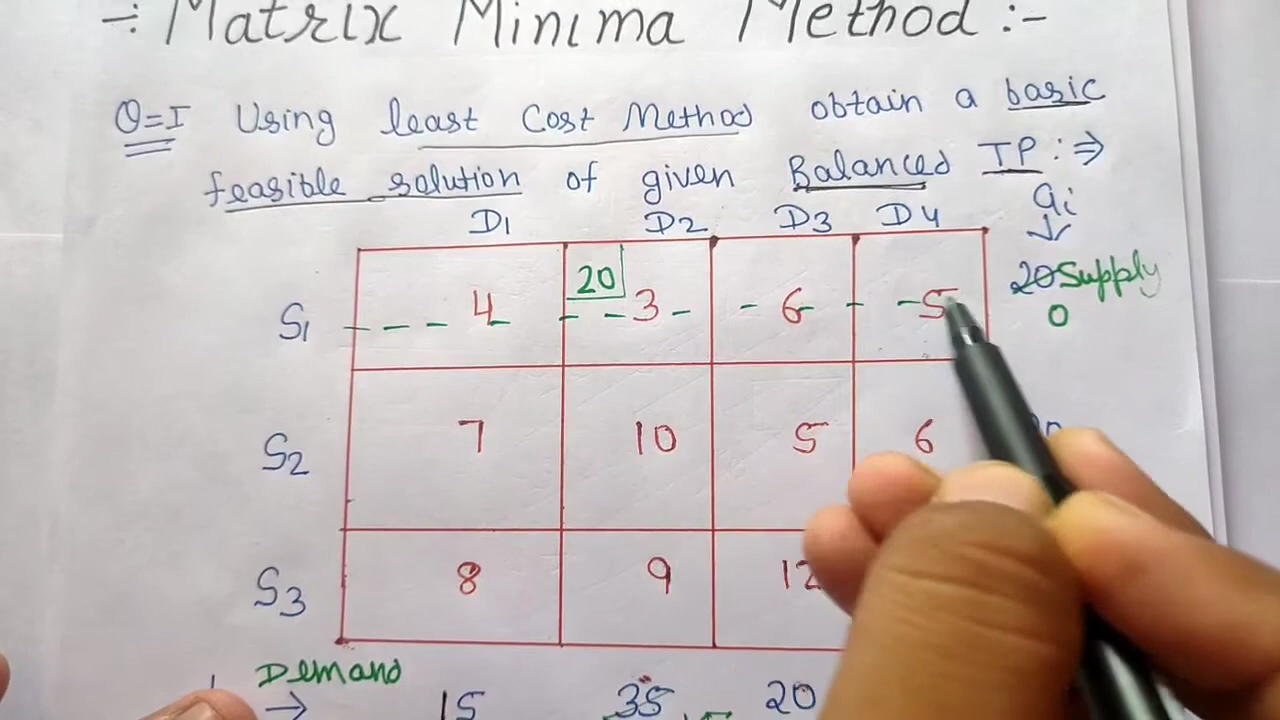 ÷ Matrix Minima Method :-
Q=I Using least Cost Method obtain a basic
feasible solution of given Balanced TP :⇒
D1 D2 D3 D4 ai
↓
S1 4 20 3 6 5 20 Supply
0
S2 7 10 5 6
S3 8 9 12
Demand
→ 15 35 20